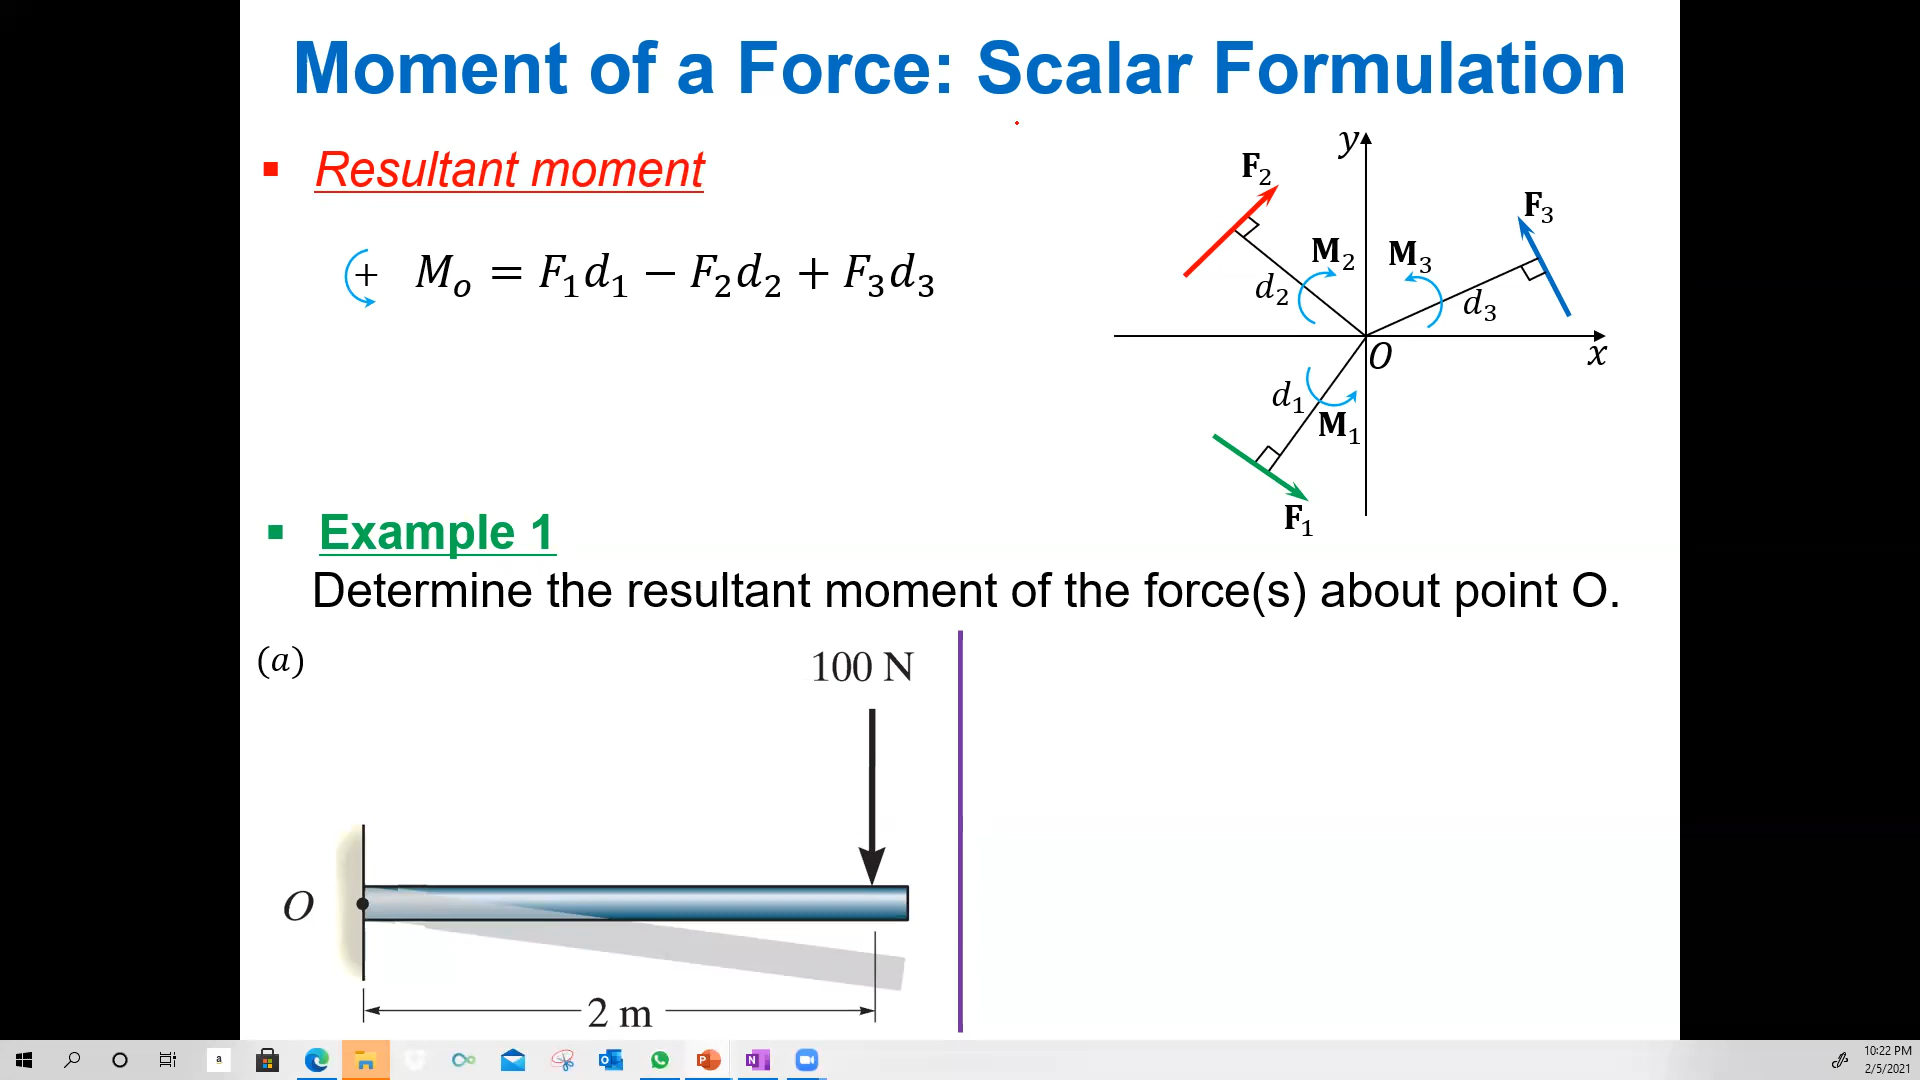 Moment of a Force: Scalar Formulation
▪ Resultant moment
+ M_o = F_1d_1 − F_2d_2 + F_3d_3
y
F_2
F_3
M_2
M_3
d_2
d_3
O
x
d_1
M_1
F_1
▪ Example 1
Determine the resultant moment of the force(s) about point O.
(a)
100 N
O
2 m
a
10:22 PM
2/5/2021